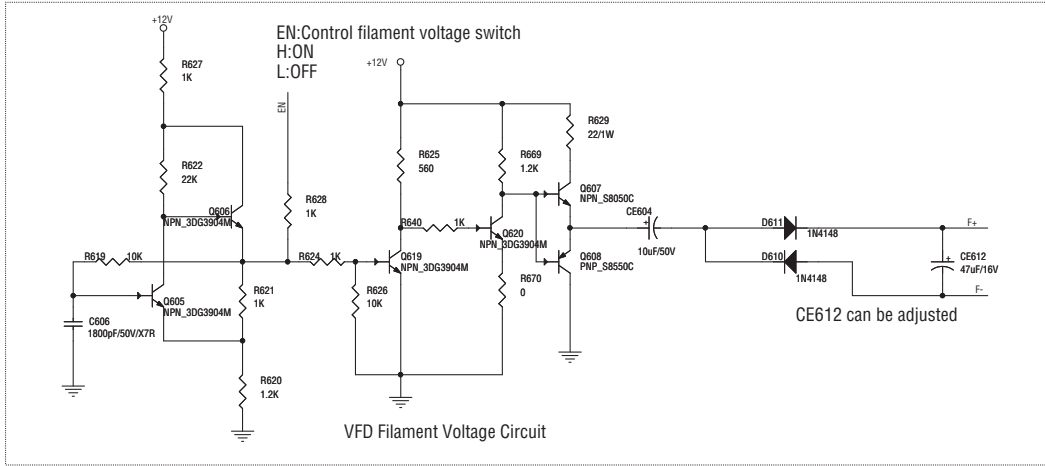 +12V
EN:Control filament voltage switch
H:ON
L:OFF
+12V
R627
1K
EN
R629
22/1W
R622
22K
R625
560
R669
1.2K
Q607
NPN_S8050C
R628
1K
Q606
NPN_3DG3904M
CE604
+
10uF/50V
D611
1N4148
F+
R640
1K
Q620
NPN_3DG3904M
R619
10K
R624
1K
Q619
NPN_3DG3904M
Q608
PNP_S8550C
D610
1N4148
+
CE612
47uF/16V
F-
R621
1K
R626
10K
R670
0
Q605
NPN_3DG3904M
C606
1800pF/50V/X7R
CE612 can be adjusted
R620
1.2K
VFD Filament Voltage Circuit